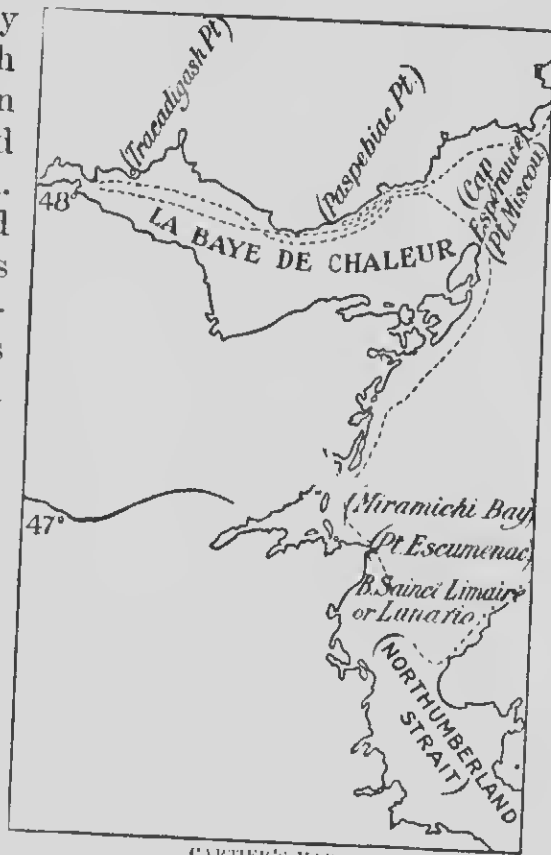 (Tracadigash Pt)
(Paspebiac Pt.)
(Cap
Esperance)
(Pt. Miscou)
48°
LA BAYE DE CHALEUR
47°
(Miramichi Bay)
(Pt. Escumenac)
B. Sainct Limaire
or Lunario
(NORTHUMBERLAND
STRAIT)